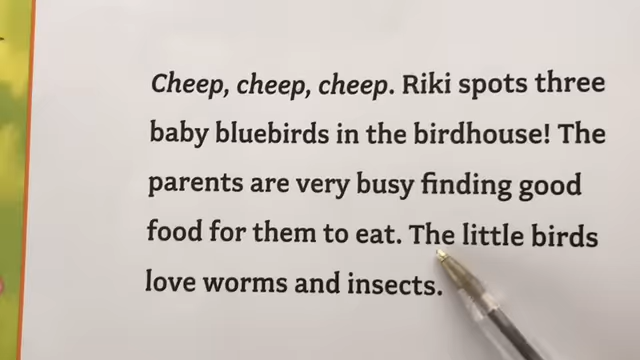 Cheep, cheep, cheep. Riki spots three
baby bluebirds in the birdhouse! The
parents are very busy finding good
food for them to eat. The little birds
love worms and insects.